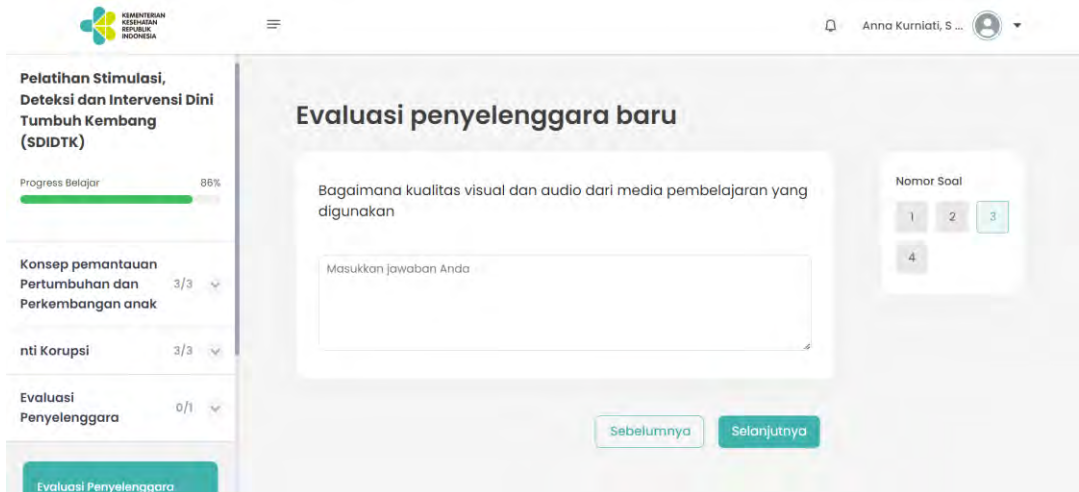 KEMENTERIAN
KESEHATAN
REPUBLIK
INDONESIA
Anna Kurniati, S ...
Pelatihan Stimulasi,
Deteksi dan Intervensi Dini
Tumbuh Kembang
(SDIDTK)
Progress Belajar 86%
Konsep pemantauan
Pertumbuhan dan 3/3
Perkembangan anak
nti Korupsi 3/3
Evaluasi
Penyelenggara 0/1
Evaluasi Penyelenggara
Evaluasi penyelenggara baru
Bagaimana kualitas visual dan audio dari media pembelajaran yang
digunakan
Masukkan jawaban Anda
Sebelumnya Selanjutnya
Nomor Soal
1 2 3
4